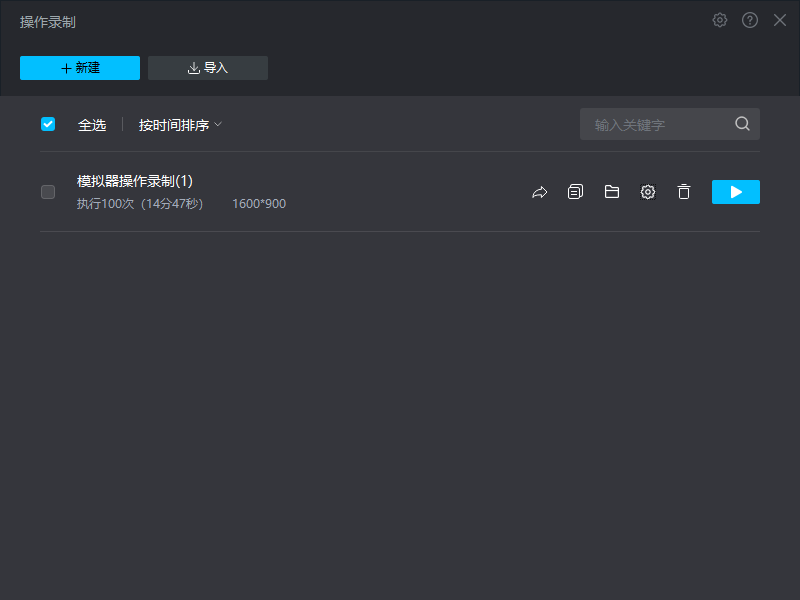 操作录制
新建
导入
全选
按时间排序
输入关键字
模拟器操作录制(1)
执行100次（14分47秒） 1600*900